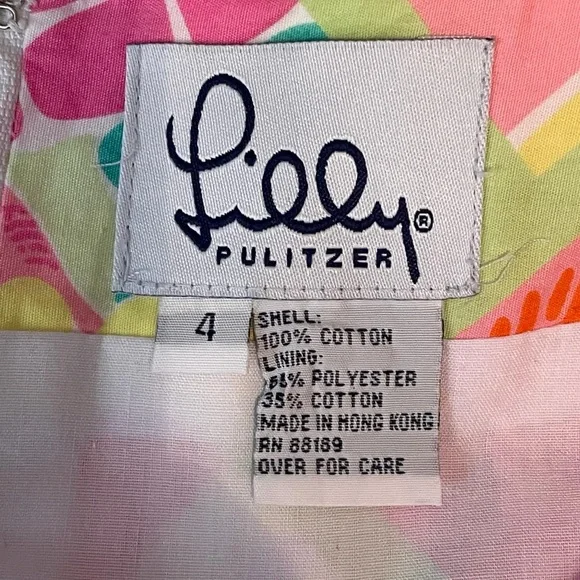 Lilly®
PULITZER
4
SHELL:
100% COTTON
LINING:
65% POLYESTER
35% COTTON
MADE IN HONG KONG
RN 88189
OVER FOR CARE